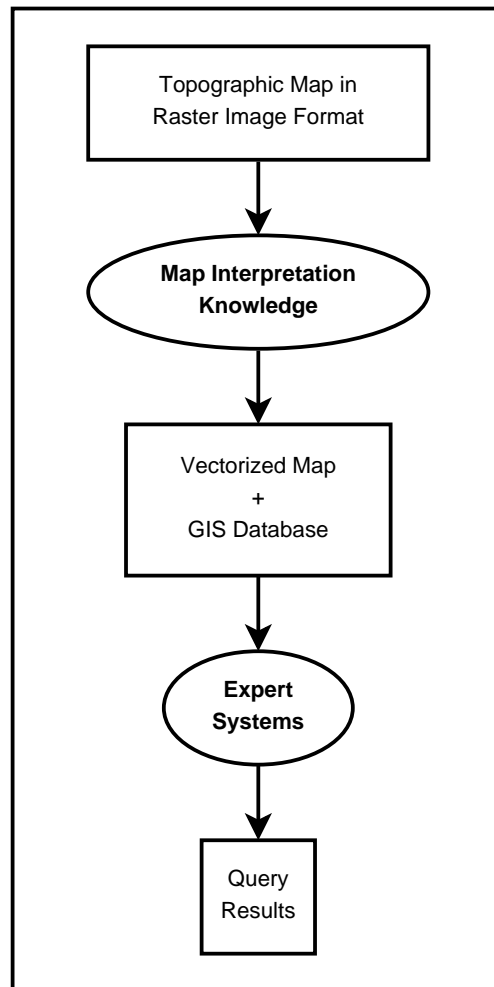 Topographic Map in
Raster Image Format
Map Interpretation
Knowledge
Vectorized Map
+
GIS Database
Expert
Systems
Query
Results